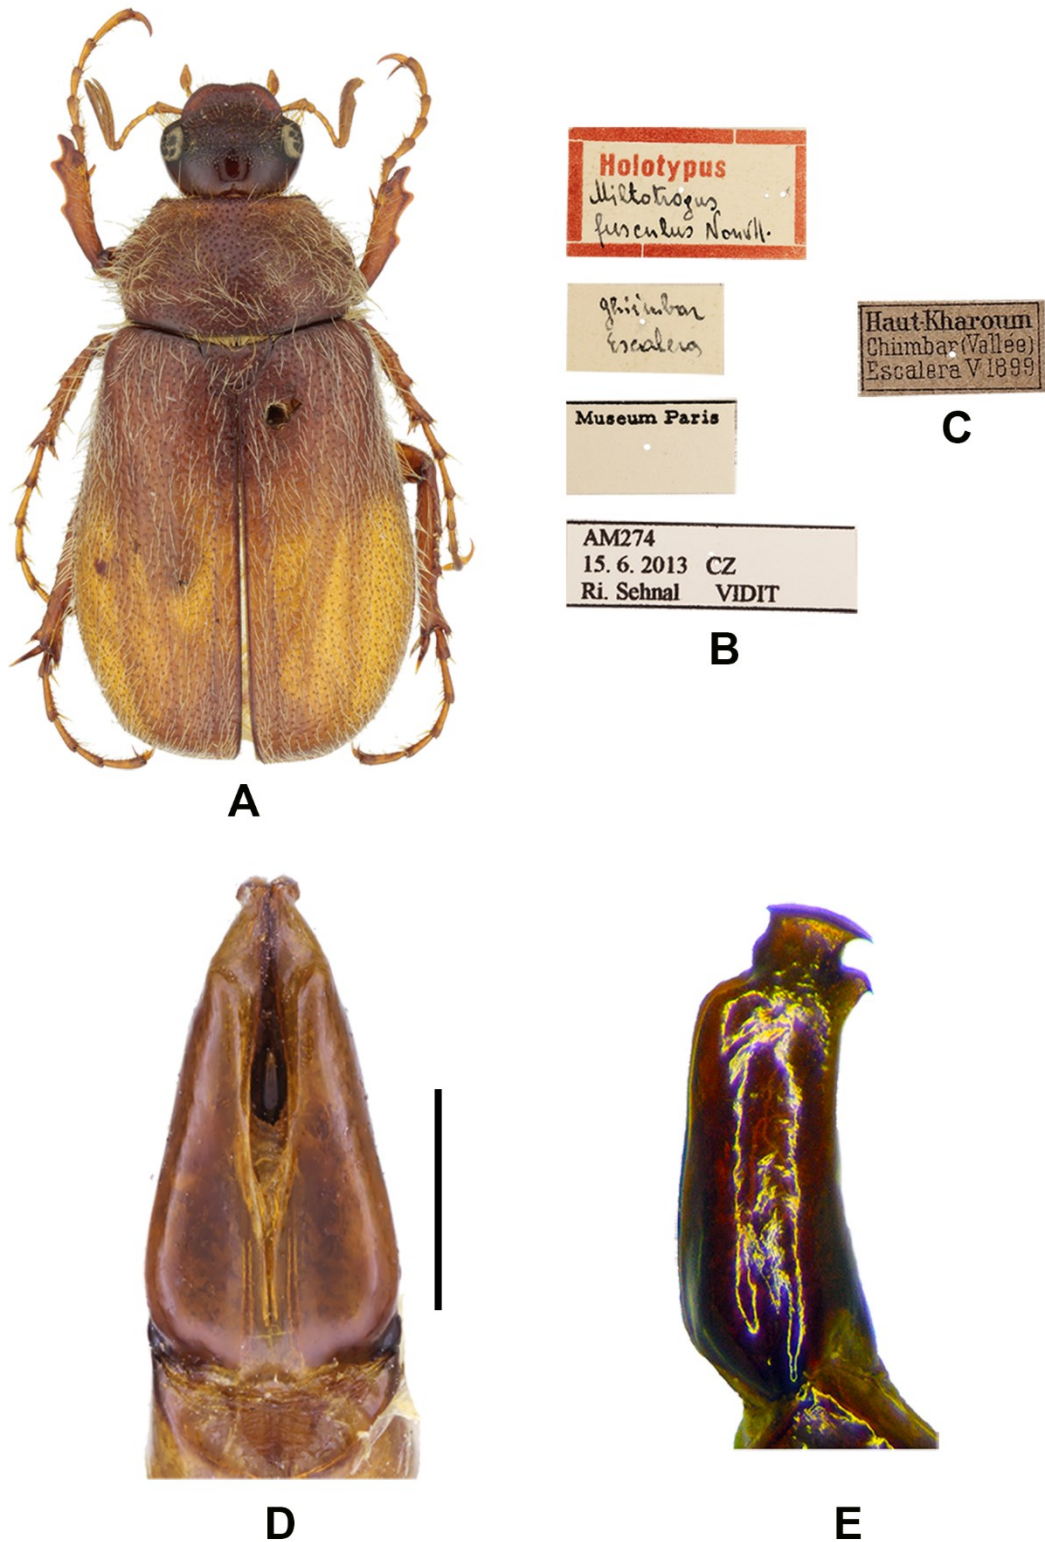 A
Holotypus
Miltotrogus
fusculus Nonvll.
Ghiimbar
Escalera
Museum Paris
AM274
15. 6. 2013 CZ
Ri. Sehnal VIDIT
B
Haut-Kharoum
Chiimbar (Vallée)
Escalera V 1899
C
D
E